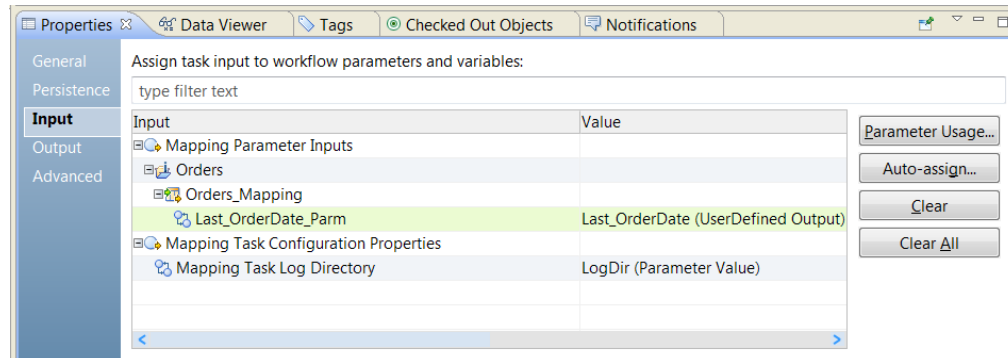 Properties Data Viewer Tags Checked Out Objects Notifications
General
Persistence
Input
Output
Advanced
Assign task input to workflow parameters and variables:
type filter text
Input Value
Mapping Parameter Inputs
Orders
Orders_Mapping
Last_OrderDate_Parm Last_OrderDate (UserDefined Output)
Mapping Task Configuration Properties
Mapping Task Log Directory LogDir (Parameter Value)
Parameter Usage...
Auto-assign...
Clear
Clear All